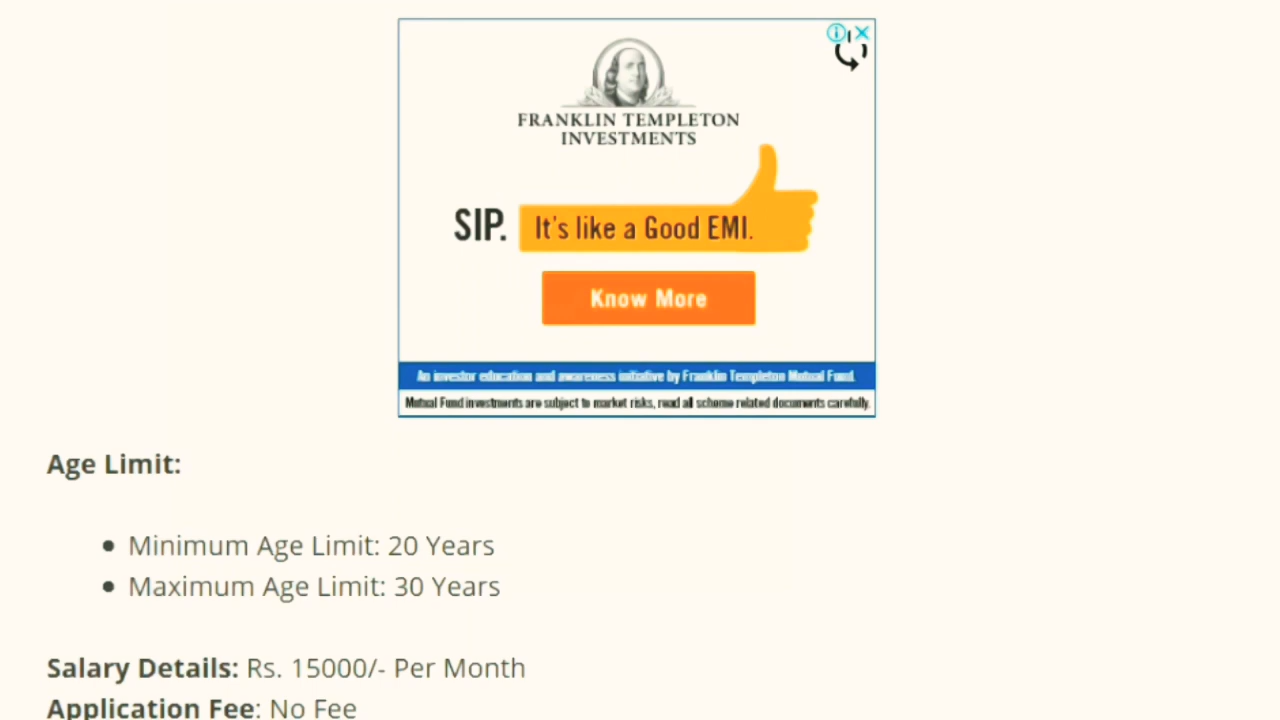 FRANKLIN TEMPLETON
INVESTMENTS
SIP. It's like a Good EMI.
Know More
An investor education and awareness initiative by Franklin Templeton Mutual Fund.
Mutual Fund investments are subject to market risks, read all scheme related documents carefully.
Age Limit:
Minimum Age Limit: 20 Years
Maximum Age Limit: 30 Years
Salary Details: Rs. 15000/- Per Month
Application Fee: No Fee